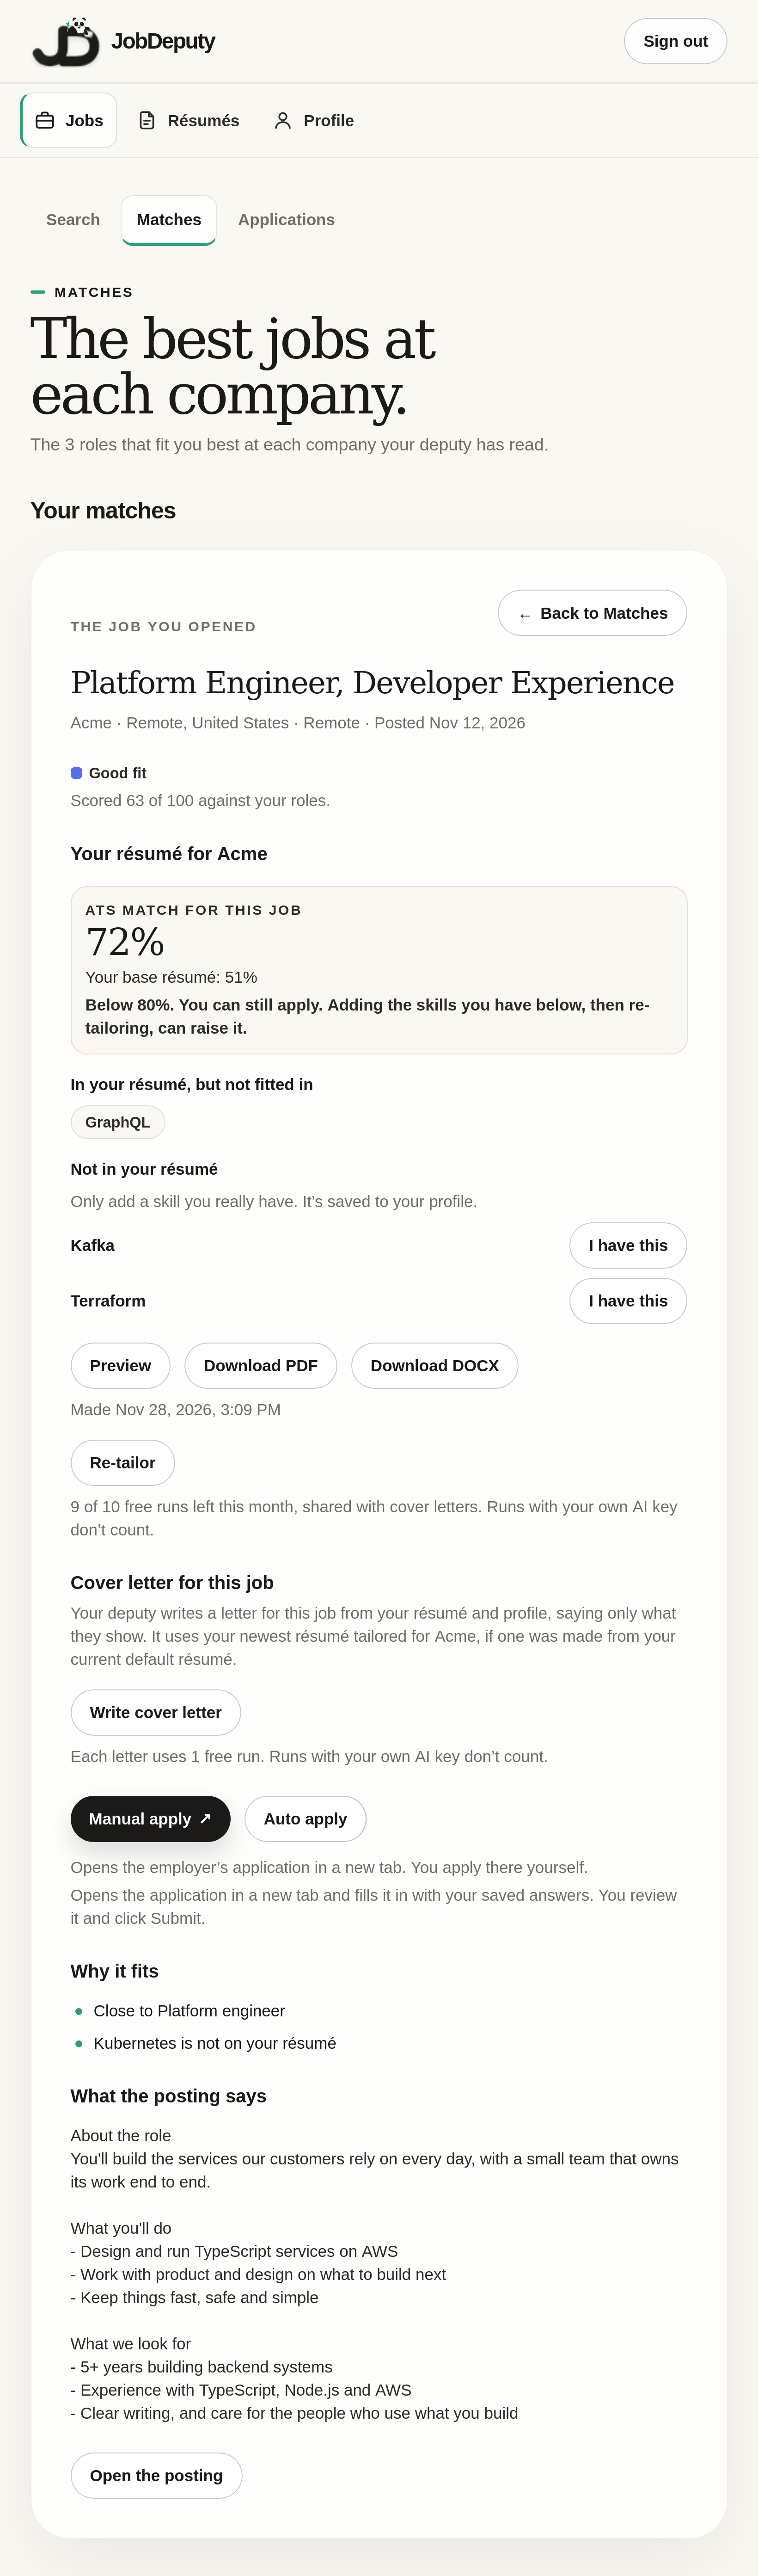 JobDeputy
Sign out
Jobs
Résumés
Profile
Search
Matches
Applications
MATCHES
The best jobs at
each company.
The 3 roles that fit you best at each company your deputy has read.
Your matches
THE JOB YOU OPENED
← Back to Matches
Platform Engineer, Developer Experience
Acme · Remote, United States · Remote · Posted Nov 12, 2026
Good fit
Scored 63 of 100 against your roles.
Your résumé for Acme
ATS MATCH FOR THIS JOB
72%
Your base résumé: 51%
Below 80%. You can still apply. Adding the skills you have below, then re-
tailoring, can raise it.
In your résumé, but not fitted in
GraphQL
Not in your résumé
Only add a skill you really have. It’s saved to your profile.
Kafka
I have this
Terraform
I have this
Preview
Download PDF
Download DOCX
Made Nov 28, 2026, 3:09 PM
Re-tailor
9 of 10 free runs left this month, shared with cover letters. Runs with your own AI key
don’t count.
Cover letter for this job
Your deputy writes a letter for this job from your résumé and profile, saying only what
they show. It uses your newest résumé tailored for Acme, if one was made from your
current default résumé.
Write cover letter
Each letter uses 1 free run. Runs with your own AI key don’t count.
Manual apply ↗
Auto apply
Opens the employer’s application in a new tab. You apply there yourself.
Opens the application in a new tab and fills it in with your saved answers. You review
it and click Submit.
Why it fits
Close to Platform engineer
Kubernetes is not on your résumé
What the posting says
About the role
You'll build the services our customers rely on every day, with a small team that owns
its work end to end.
What you'll do
- Design and run TypeScript services on AWS
- Work with product and design on what to build next
- Keep things fast, safe and simple
What we look for
- 5+ years building backend systems
- Experience with TypeScript, Node.js and AWS
- Clear writing, and care for the people who use what you build
Open the posting